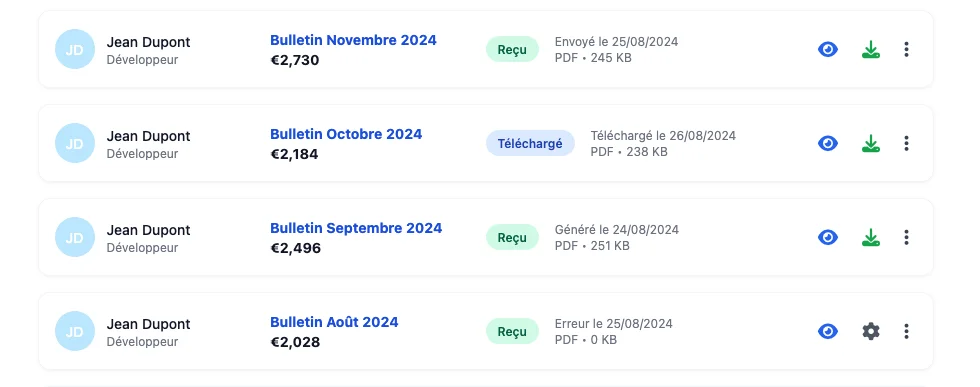 JD
Jean Dupont
Développeur
Bulletin Novembre 2024
€2,730
Reçu
Envoyé le 25/08/2024
PDF • 245 KB
JD
Jean Dupont
Développeur
Bulletin Octobre 2024
€2,184
Téléchargé
Téléchargé le 26/08/2024
PDF • 238 KB
JD
Jean Dupont
Développeur
Bulletin Septembre 2024
€2,496
Reçu
Généré le 24/08/2024
PDF • 251 KB
JD
Jean Dupont
Développeur
Bulletin Août 2024
€2,028
Reçu
Erreur le 25/08/2024
PDF • 0 KB